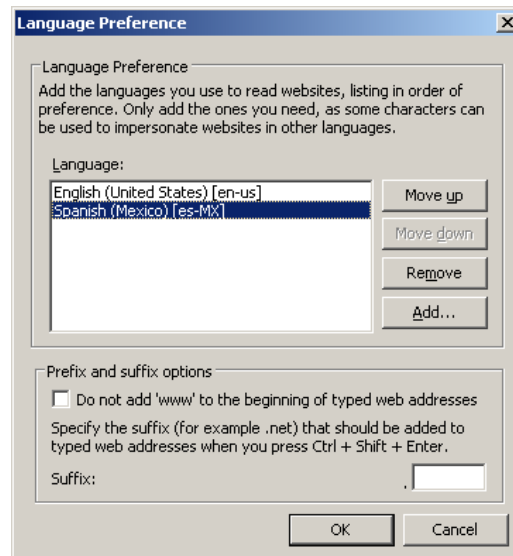 Language Preference
Language Preference
Add the languages you use to read websites, listing in order of
preference. Only add the ones you need, as some characters can
be used to impersonate websites in other languages.
Language:
English (United States) [en-us]
Spanish (Mexico) [es-MX]
Move up
Move down
Remove
Add...
Prefix and suffix options
Do not add 'www' to the beginning of typed web addresses
Specify the suffix (for example .net) that should be added to
typed web addresses when you press Ctrl + Shift + Enter.
Suffix: .
OK Cancel